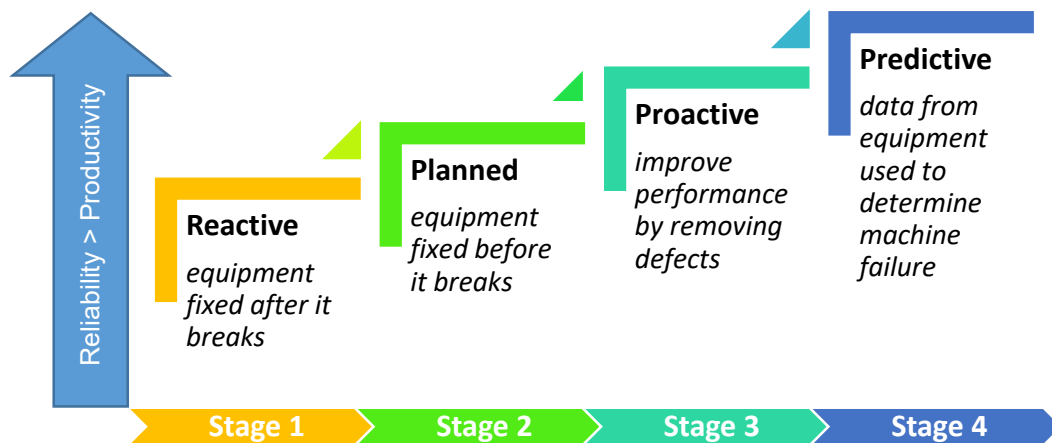 Reliability > Productivity
Reactive
equipment
fixed after it
breaks
Planned
equipment
fixed before
it breaks
Proactive
improve
performance
by removing
defects
Predictive
data from
equipment
used to
determine
machine
failure
Stage 1
Stage 2
Stage 3
Stage 4